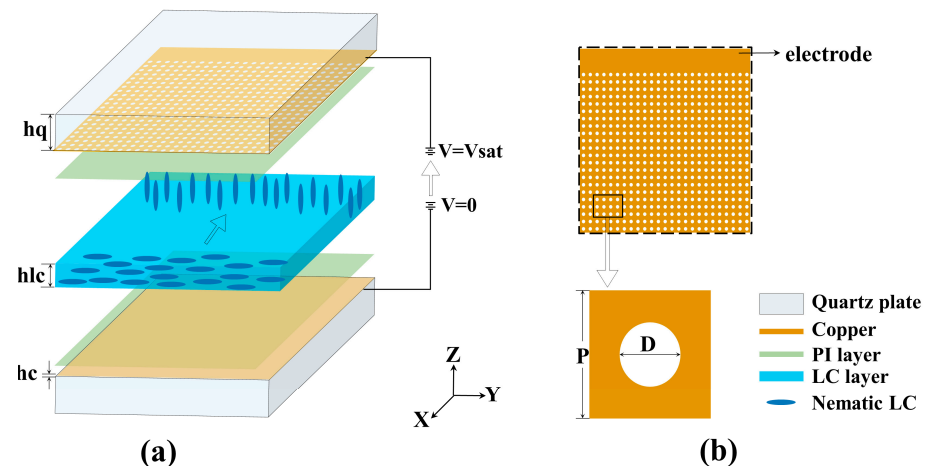 hq
V=Vsat
V=0
hlc
hc
Z
Y
X
(a)
electrode
P
D
Quartz plate
Copper
PI layer
LC layer
Nematic LC
(b)